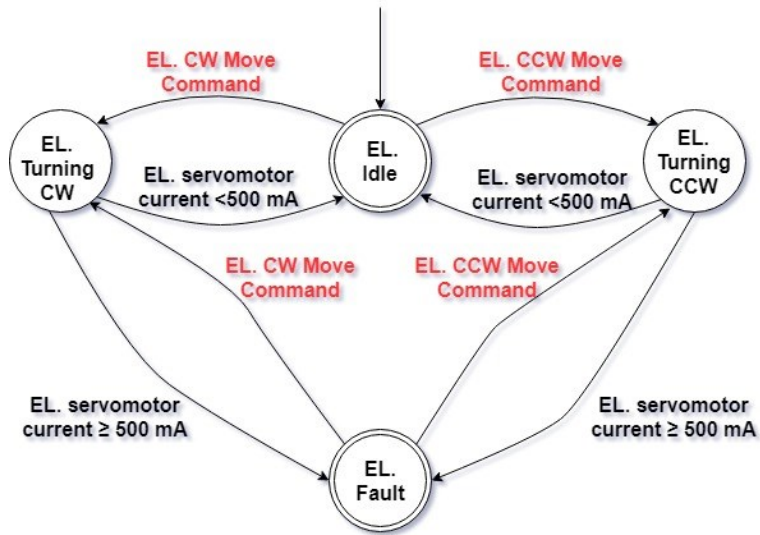 EL. CW Move
Command
EL. CCW Move
Command
EL.
Turning
CW
EL.
Idle
EL.
Turning
CCW
EL. servomotor
current <500 mA
EL. servomotor
current <500 mA
EL. CW Move
Command
EL. CCW Move
Command
EL. servomotor
current ≥ 500 mA
EL. servomotor
current ≥ 500 mA
EL.
Fault